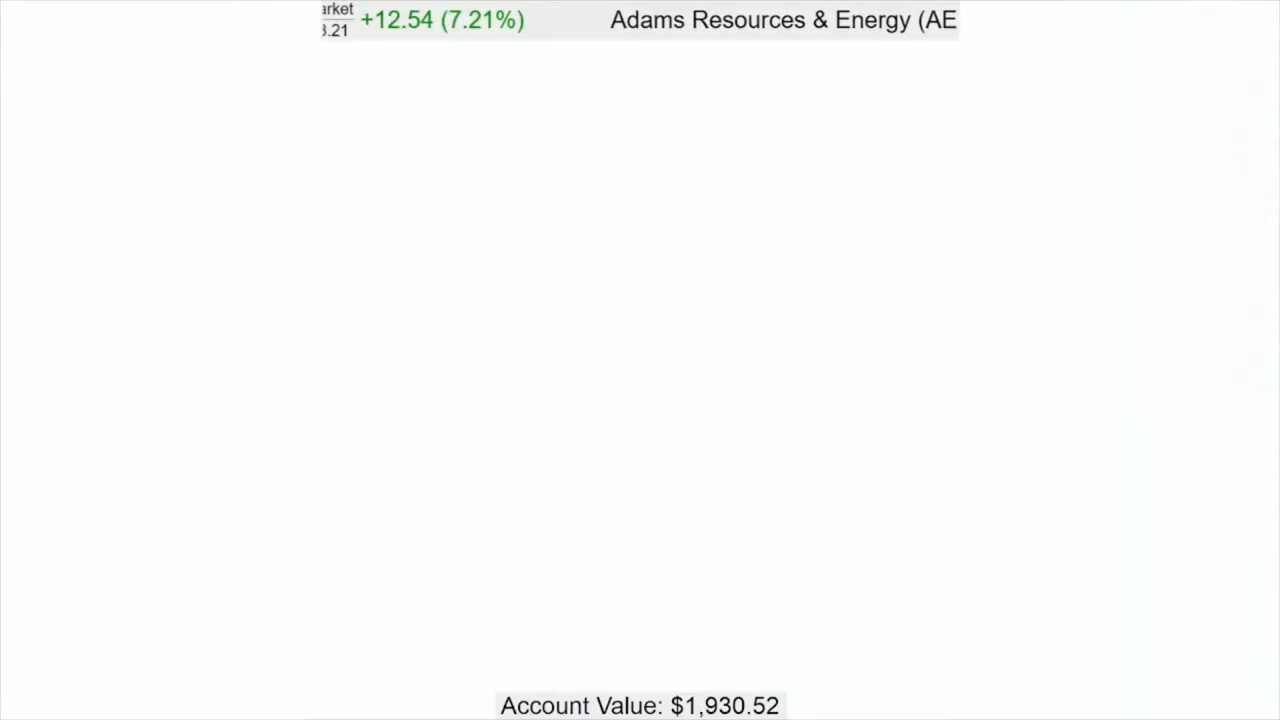 +12.54 (7.21%) Adams Resources & Energy (AE
Account Value: $1,930.52